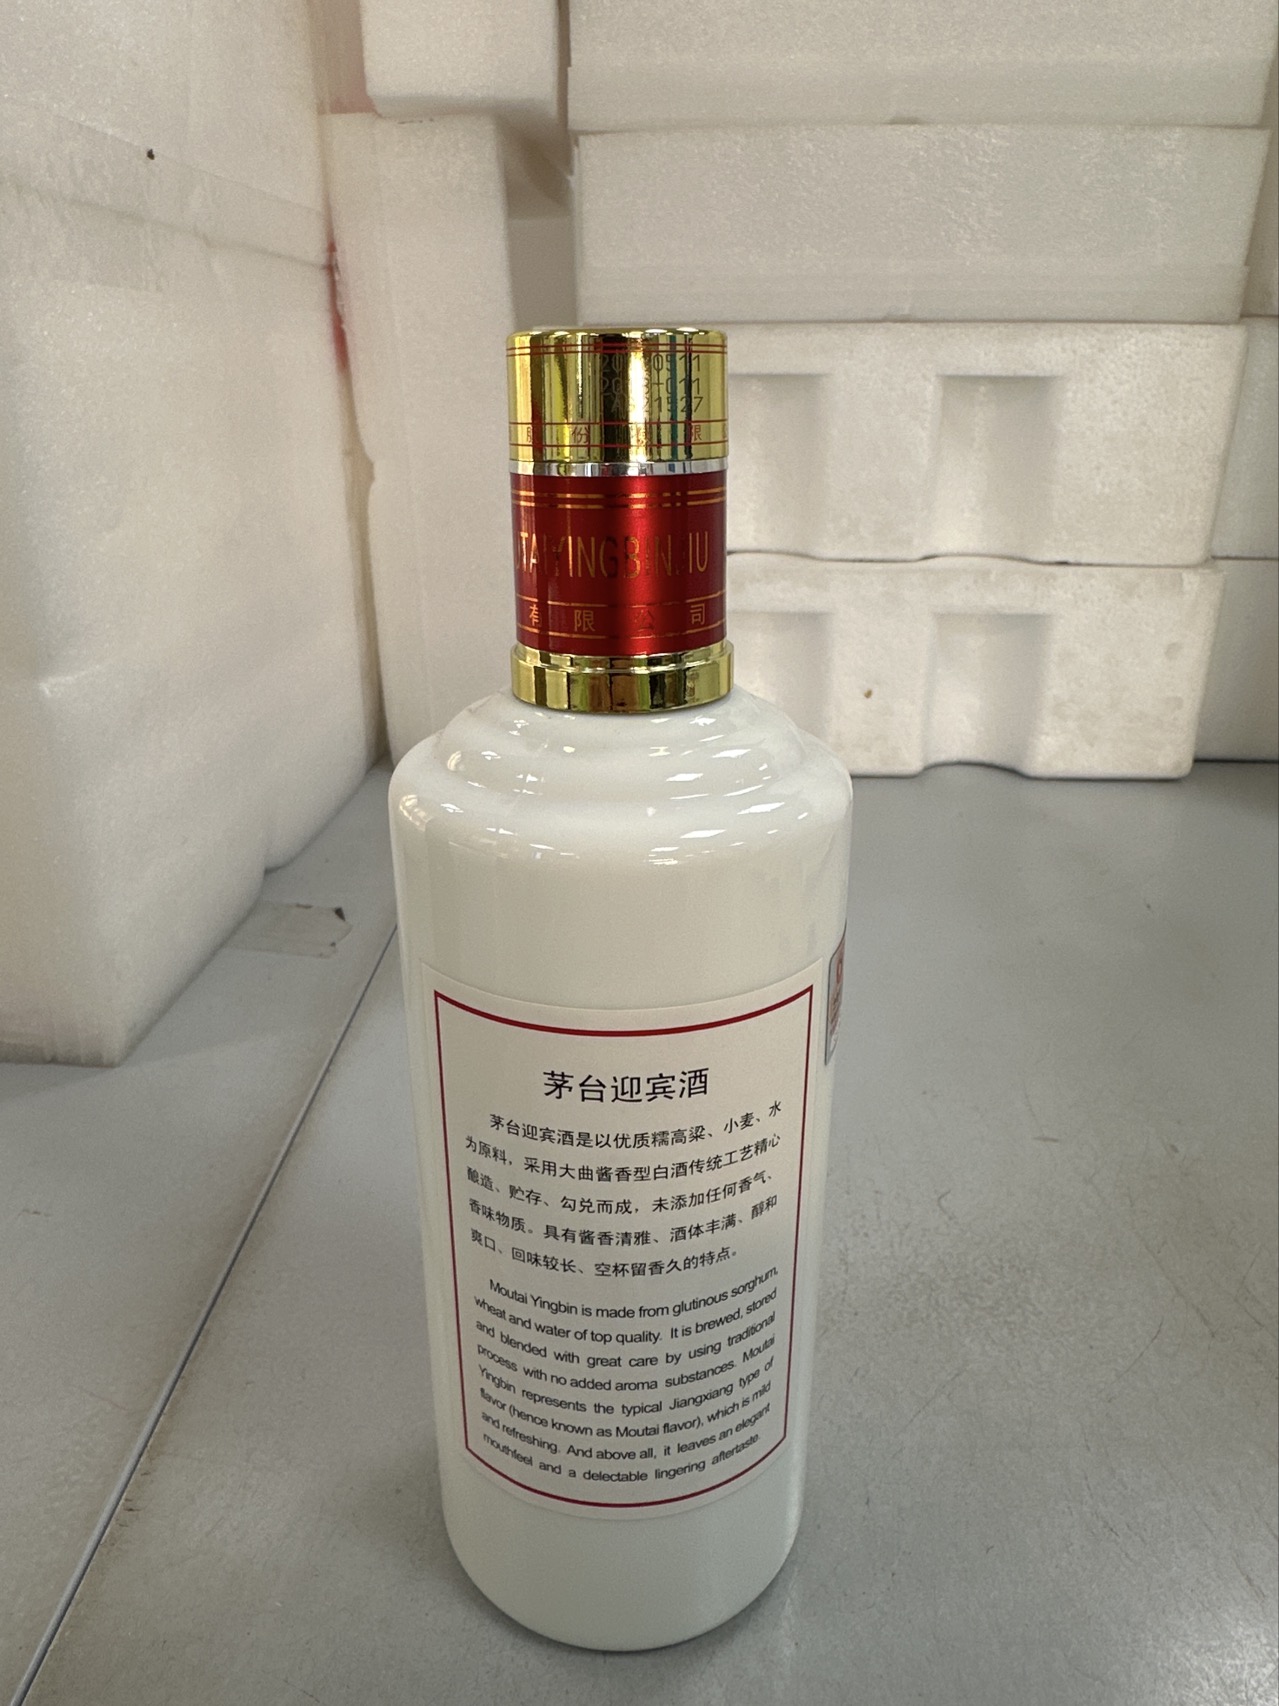 股份有限
TAIYINGBINJIU
有限公司
茅台迎宾酒
茅台迎宾酒是以优质糯高粱、小麦、水
为原料，采用大曲酱香型白酒传统工艺精心
酿造、贮存、勾兑而成，未添加任何香气、
香味物质。具有酱香清雅、酒体丰满、醇和
爽口、回味较长、空杯留香久的特点。
Moutai Yingbin is made from glutinous sorghum,
wheat and water of top quality. It is brewed, stored
and blended with great care by using traditional
process with no added aroma substances. Moutai
Yingbin represents the typical Jiangxiang type of
flavor (hence known as Moutai flavor), which is mild
and refreshing. And above all, it leaves an elegant
mouthfeel and a delectable lingering aftertaste.